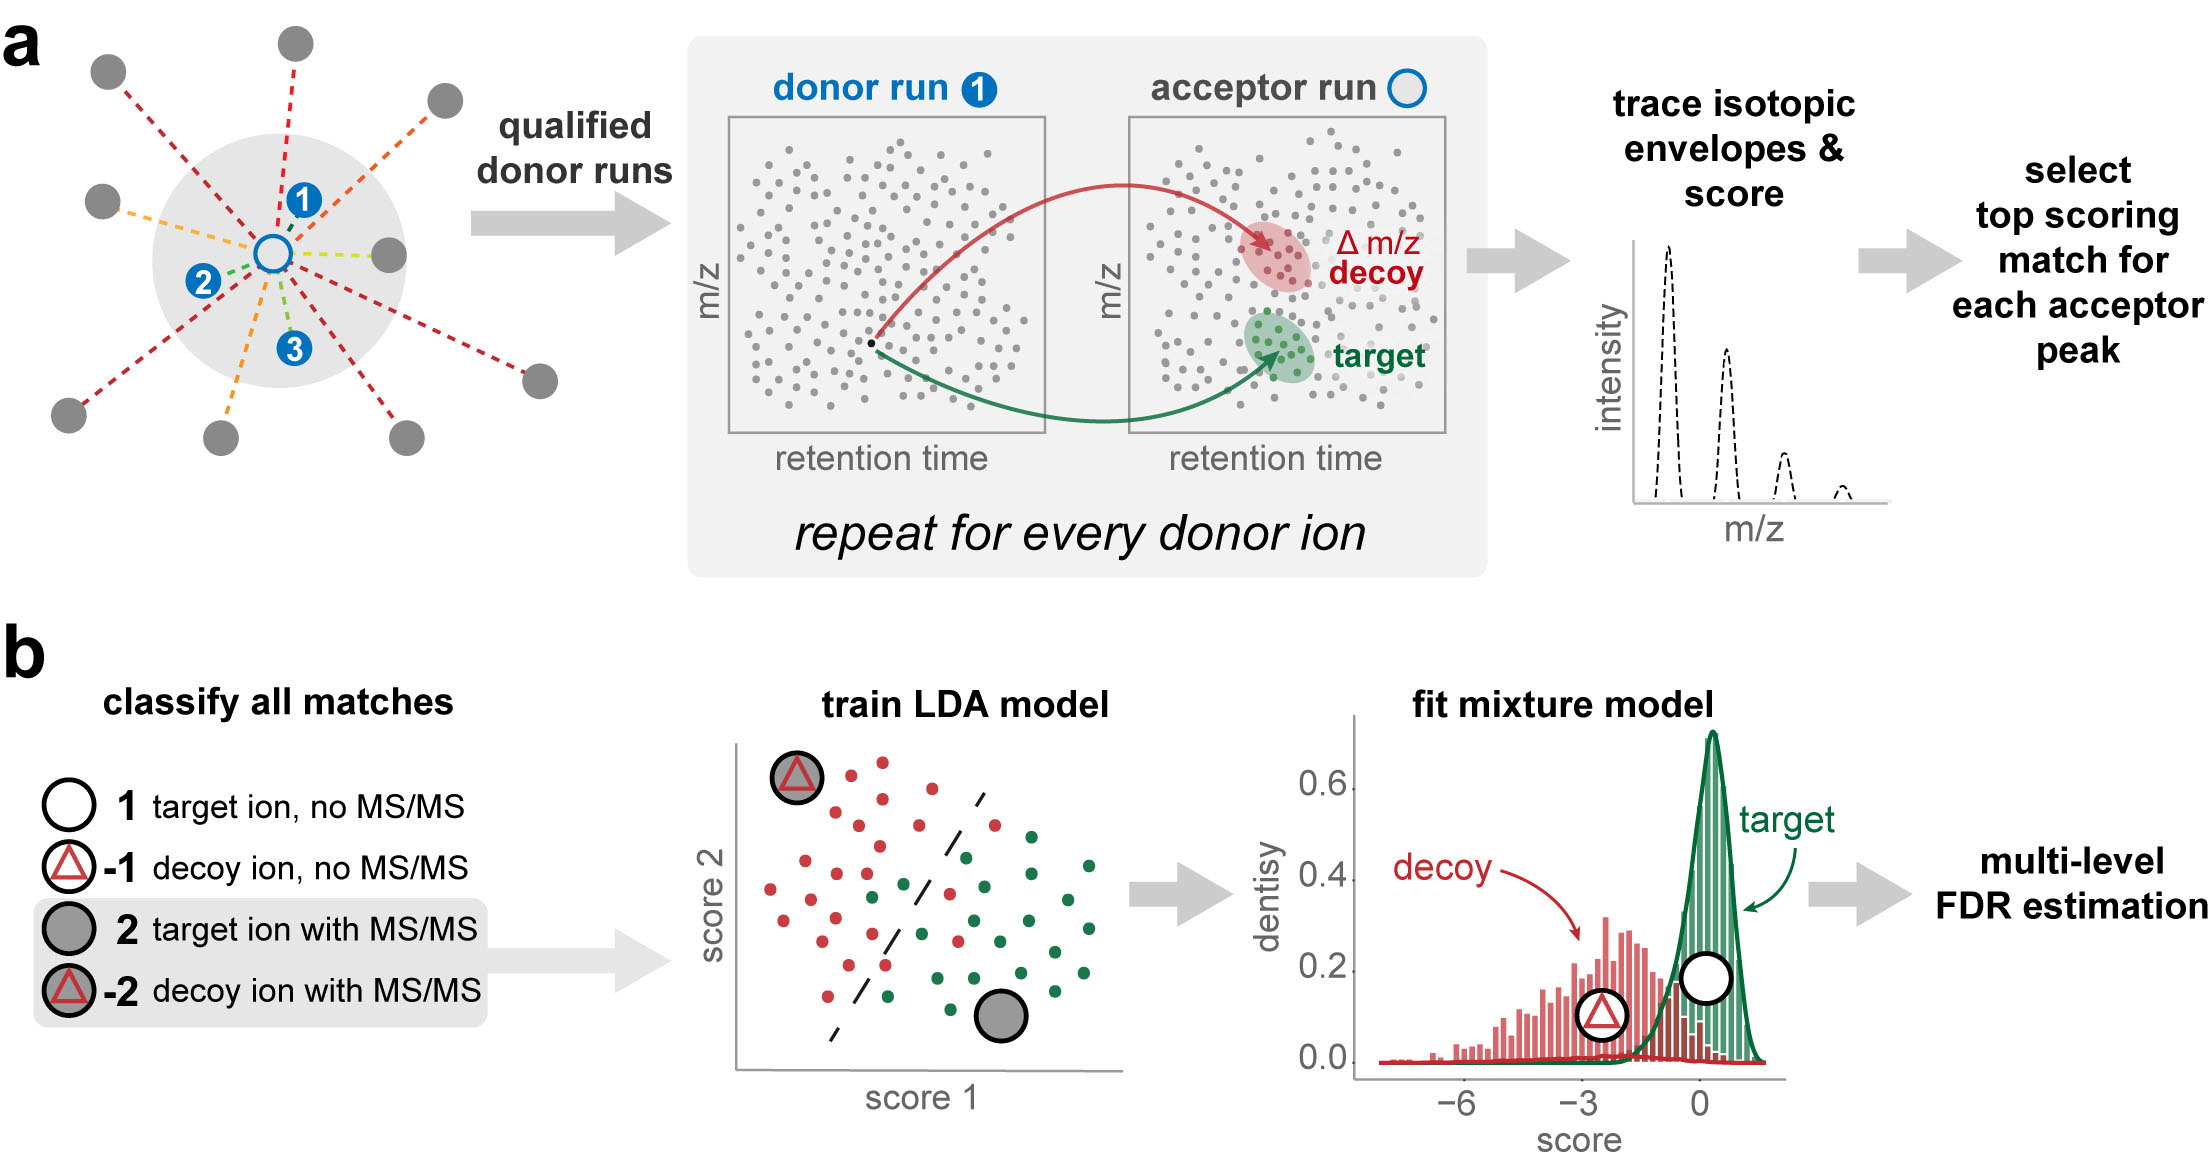 a
1
2
3
qualified
donor runs
donor run 1
acceptor run
m/z
retention time
m/z
retention time
Δ m/z
decoy
target
repeat for every donor ion
trace isotopic
envelopes &
score
intensity
m/z
select
top scoring
match for
each acceptor
peak
b
classify all matches
1 target ion, no MS/MS
-1 decoy ion, no MS/MS
2 target ion with MS/MS
-2 decoy ion with MS/MS
train LDA model
score 2
score 1
fit mixture model
dentisy
0.6
0.4
0.2
0.0
decoy
target
−6
−3
0
score
multi-level
FDR estimation